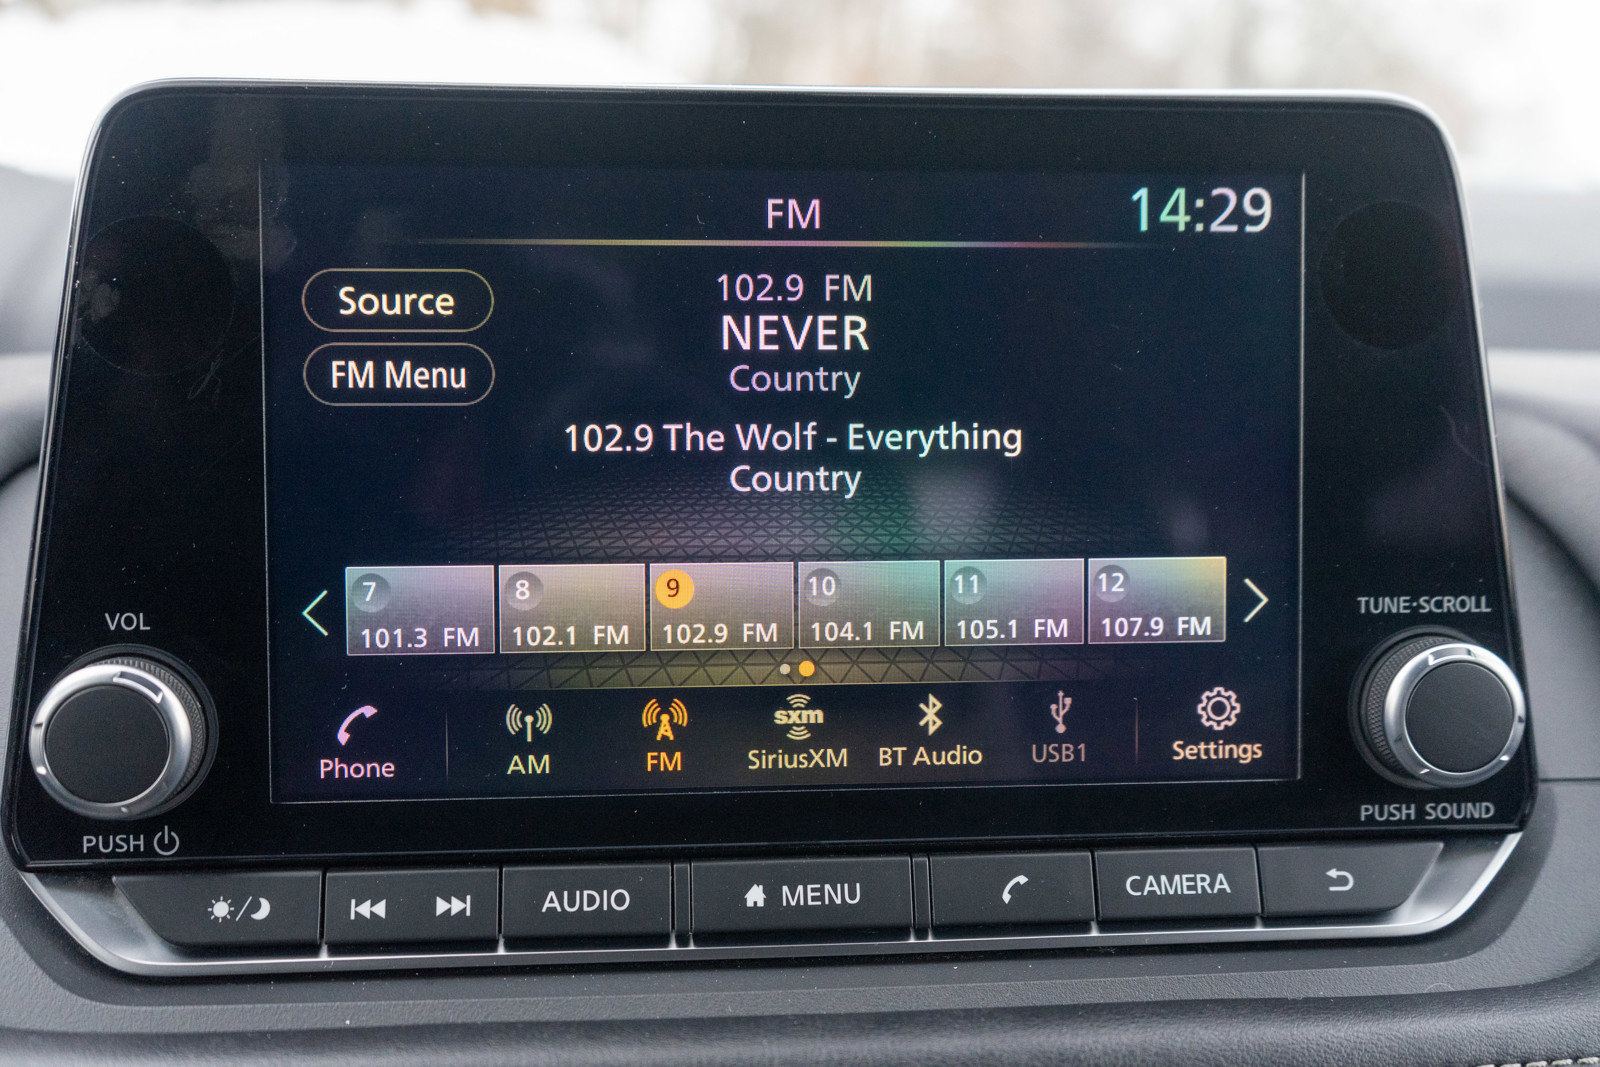 FM
14:29
Source
FM Menu
102.9 FM
NEVER
Country
102.9 The Wolf - Everything
Country
7
101.3 FM
8
102.1 FM
9
102.9 FM
10
104.1 FM
11
105.1 FM
12
107.9 FM
VOL
TUNE·SCROLL
sxm
Phone
AM
FM
SiriusXM
BT Audio
USB1
Settings
PUSH
PUSH SOUND
AUDIO
MENU
CAMERA